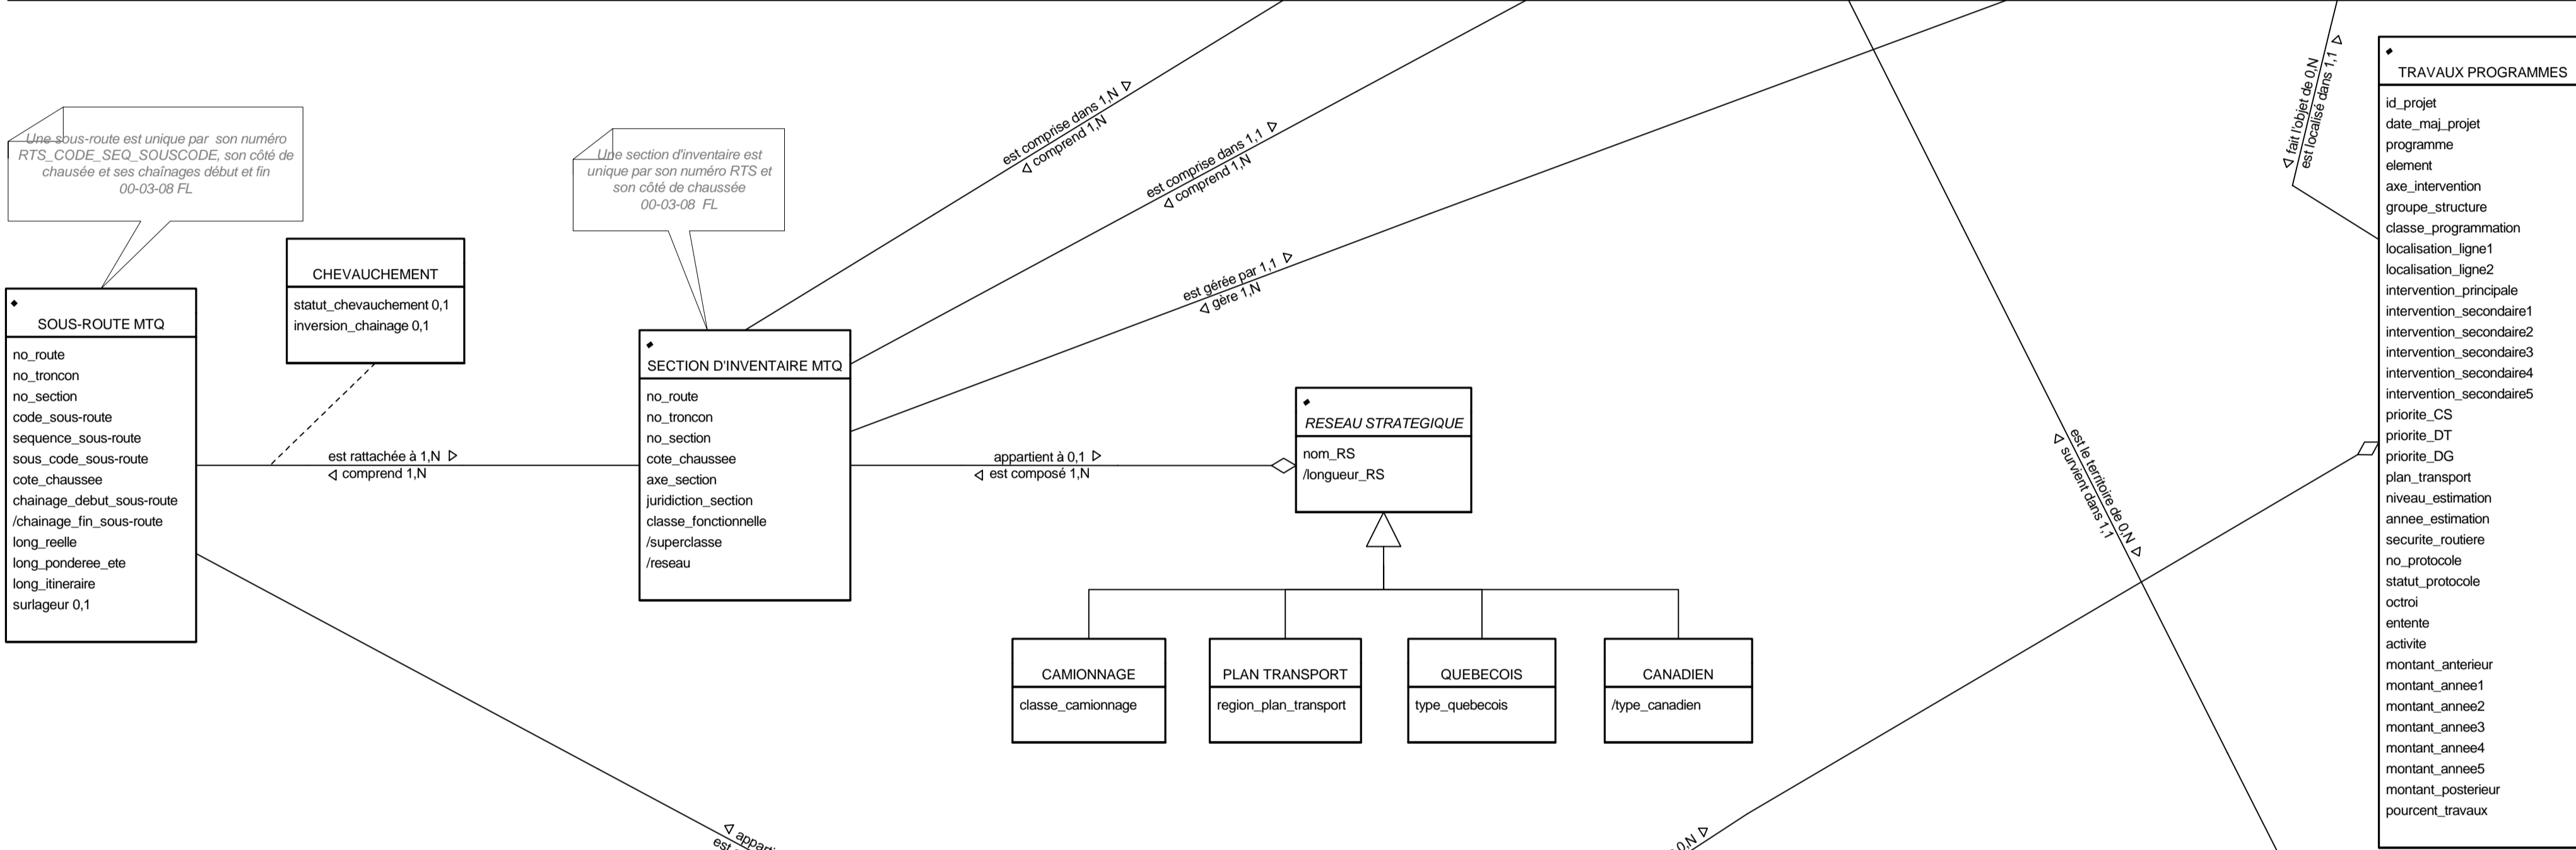 Une sous-route est unique par son numéro
RTS_CODE_SEQ_SOUSCODE, son côté de
chausée et ses chaînages début et fin
00-03-08 FL
CHEVAUCHEMENT
statut_chevauchement 0,1
inversion_chainage 0,1
SOUS-ROUTE MTQ
no_route
no_troncon
no_section
code_sous-route
sequence_sous-route
sous_code_sous-route
cote_chaussee
chainage_debut_sous-route
/chainage_fin_sous-route
long_reelle
long_ponderee_ete
long_itineraire
surlageur 0,1
est rattachée à 1,N
comprend 1,N
Une section d'inventaire est
unique par son numéro RTS et
son côté de chaussée
00-03-08 FL
SECTION D'INVENTAIRE MTQ
no_route
no_troncon
no_section
cote_chaussee
axe_section
juridiction_section
classe_fonctionnelle
/superclasse
/reseau
est comprise dans 1,N
comprend 1,N
est comprise dans 1,1
comprend 1,N
est gérée par 1,1
gère 1,N
appartient à 0,1
est composé 1,N
RESEAU STRATEGIQUE
nom_RS
/longueur_RS
CAMIONNAGE
classe_camionnage
PLAN TRANSPORT
region_plan_transport
QUEBECOIS
type_quebecois
CANADIEN
/type_canadien
est le territoire de 0,N
survient dans 1,1
fait l'objet de 0,N
est localisé dans 1,1
TRAVAUX PROGRAMMES
id_projet
date_maj_projet
programme
element
axe_intervention
groupe_structure
classe_programmation
localisation_ligne1
localisation_ligne2
intervention_principale
intervention_secondaire1
intervention_secondaire2
intervention_secondaire3
intervention_secondaire4
intervention_secondaire5
priorite_CS
priorite_DT
priorite_DG
plan_transport
niveau_estimation
annee_estimation
securite_routiere
no_protocole
statut_protocole
octroi
entente
activite
montant_anterieur
montant_annee1
montant_annee2
montant_annee3
montant_annee4
montant_annee5
montant_posterieur
pourcent_travaux
0,N